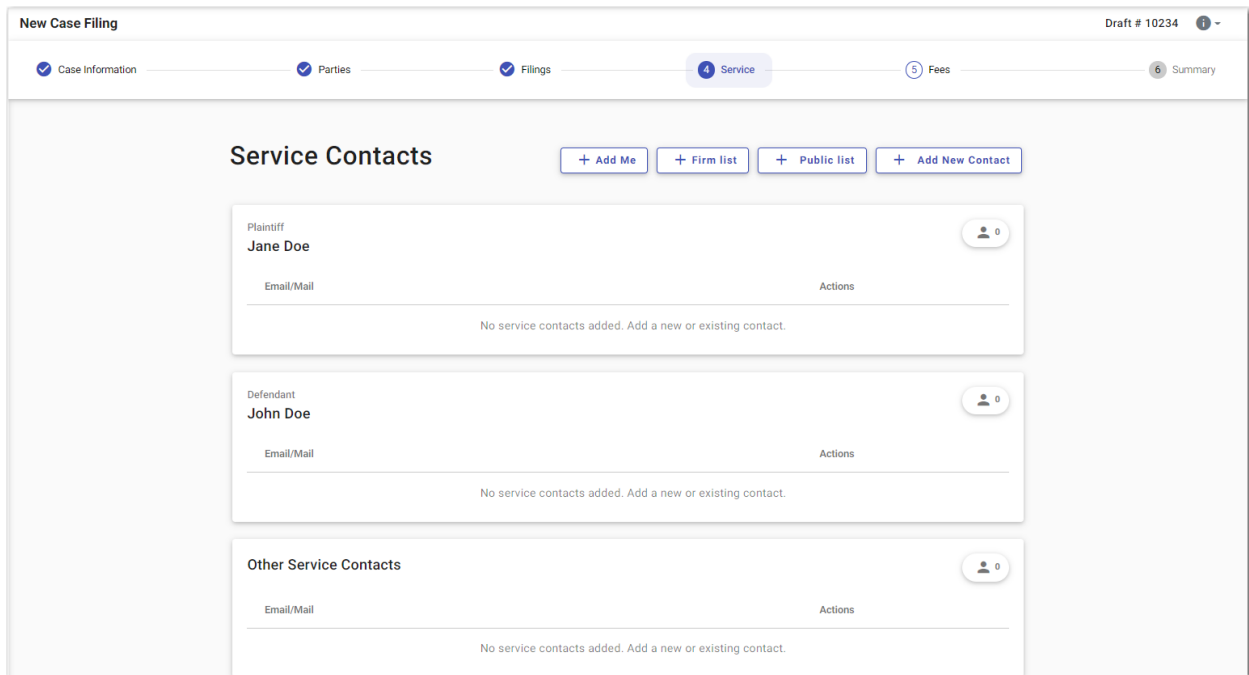 New Case Filing
Draft # 10234
Case Information
Parties
Filings
4 Service
5 Fees
6 Summary
Service Contacts
+ Add Me
+ Firm list
+ Public list
+ Add New Contact
Plaintiff
Jane Doe
0
Email/Mail Actions
No service contacts added. Add a new or existing contact.
Defendant
John Doe
0
Email/Mail Actions
No service contacts added. Add a new or existing contact.
Other Service Contacts
0
Email/Mail Actions
No service contacts added. Add a new or existing contact.